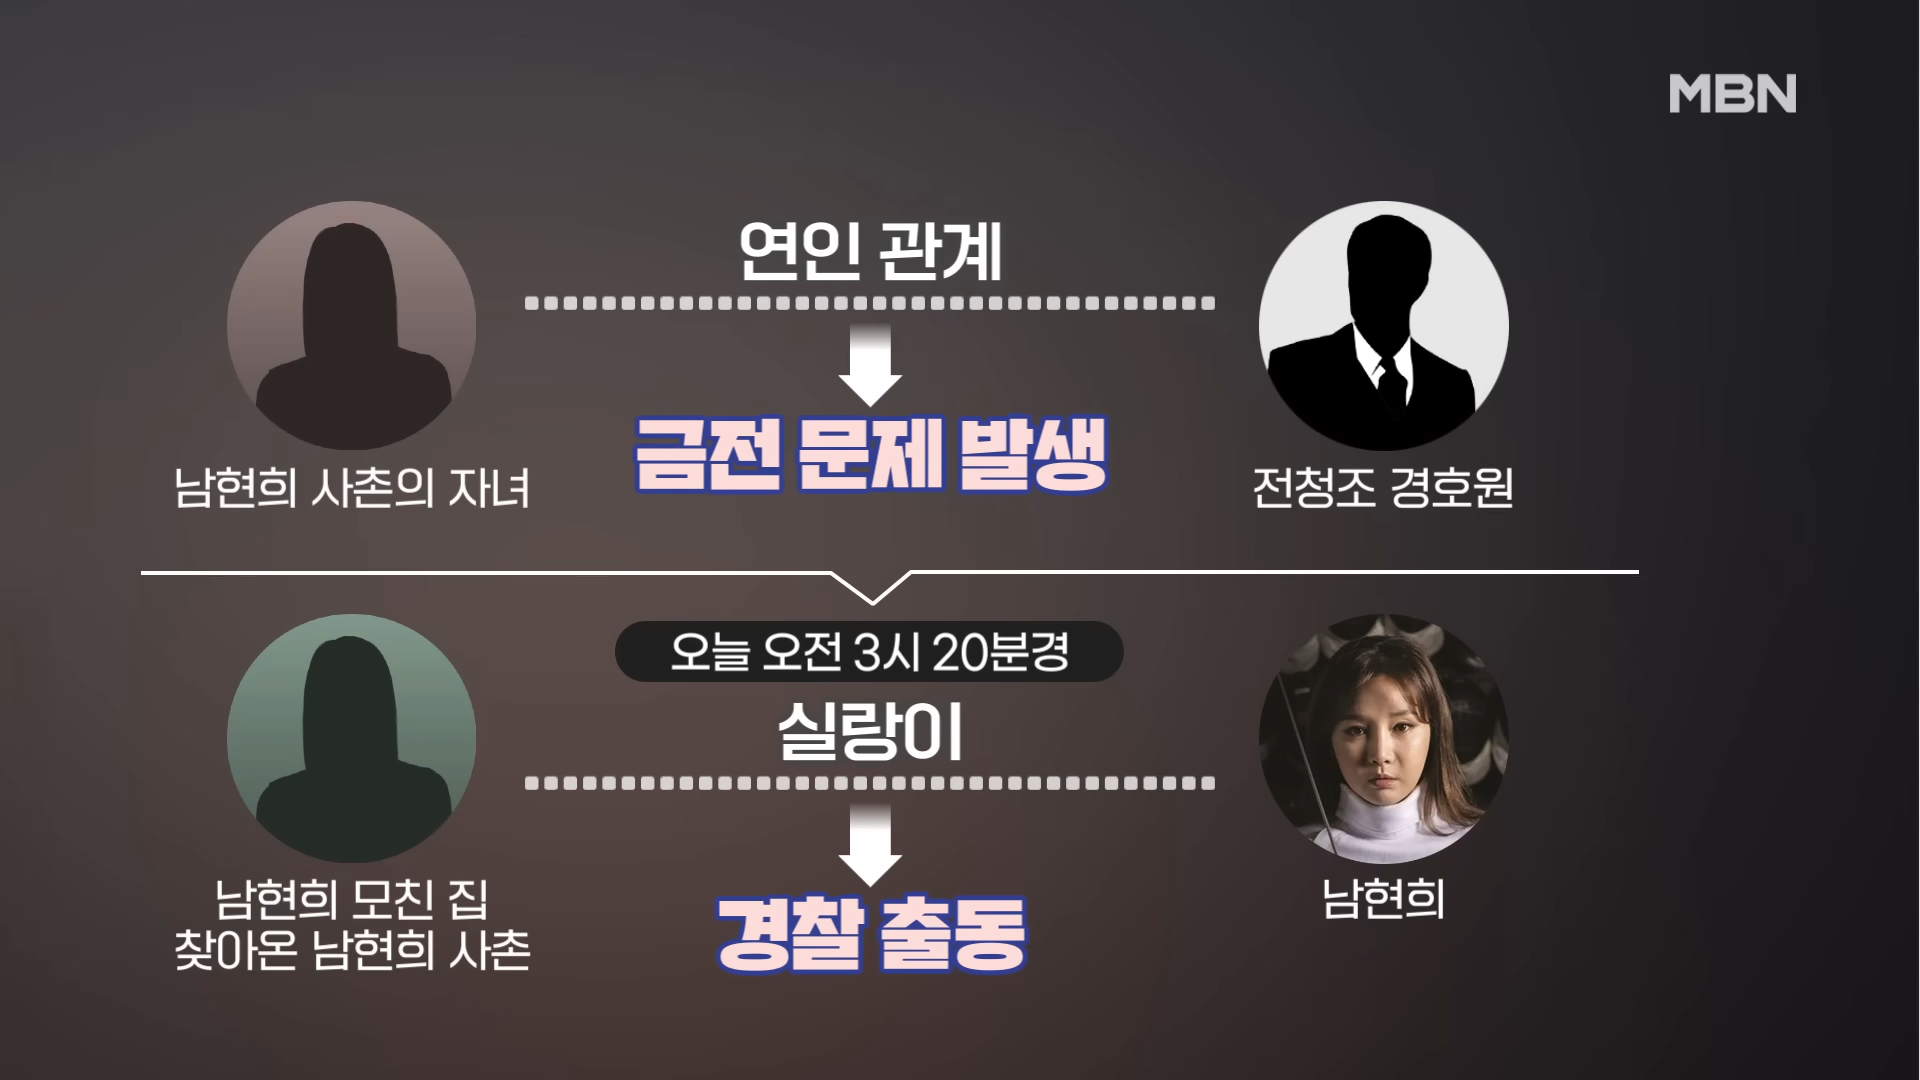 MBN
연인 관계
금전 문제 발생
남현희 사촌의 자녀
전청조 경호원
오늘 오전 3시 20분경
실랑이
경찰 출동
남현희 모친 집
찾아온 남현희 사촌
남현희